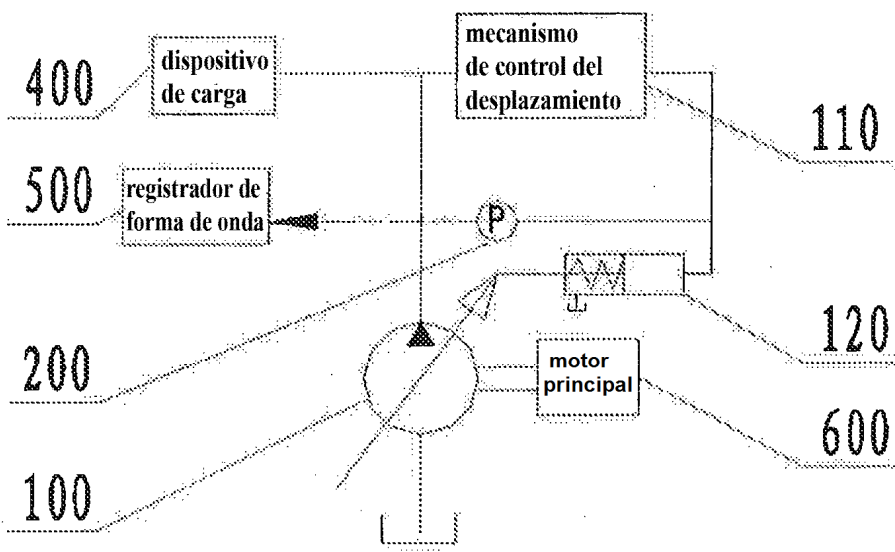 400
dispositivo
de carga
mecanismo
de control del
desplazamiento
110
500
registrador de
forma de onda
P
200
120
motor
principal
600
100